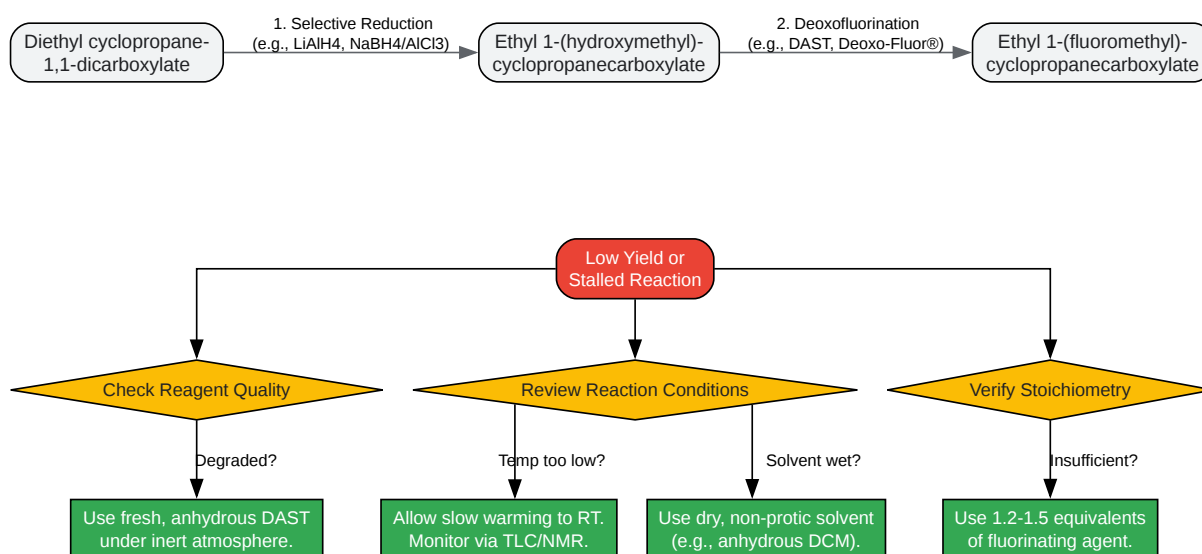 Diethyl cyclopropane-
1,1-dicarboxylate
1. Selective Reduction
(e.g., LiAlH4, NaBH4/AlCl3)
Ethyl 1-(hydroxymethyl)-
cyclopropanecarboxylate
2. Deoxofluorination
(e.g., DAST, Deoxo-Fluor®)
Ethyl 1-(fluoromethyl)-
cyclopropanecarboxylate
Low Yield or
Stalled Reaction
Check Reagent Quality
Review Reaction Conditions
Verify Stoichiometry
Degraded?
Temp too low?
Solvent wet?
Insufficient?
Use fresh, anhydrous DAST
under inert atmosphere.
Allow slow warming to RT.
Monitor via TLC/NMR.
Use dry, non-protic solvent
(e.g., anhydrous DCM).
Use 1.2-1.5 equivalents
of fluorinating agent.